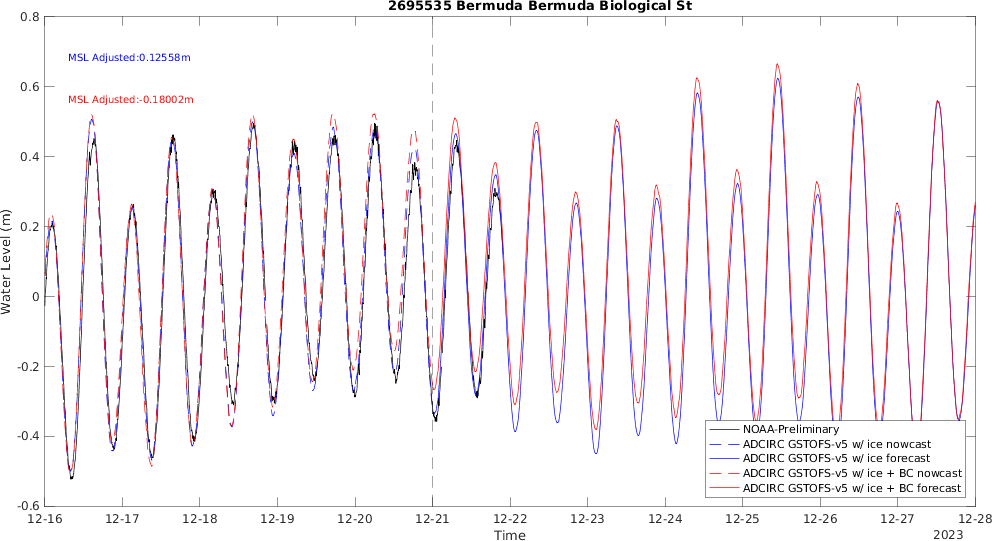 2695535 Bermuda Bermuda Biological St
MSL Adjusted:0.12558m
MSL Adjusted:-0.18002m
Water Level (m)
0.8
0.6
0.4
0.2
0
-0.2
-0.4
-0.6
NOAA-Preliminary
ADCIRC GSTOFS-v5 w/ ice nowcast
ADCIRC GSTOFS-v5 w/ ice forecast
ADCIRC GSTOFS-v5 w/ ice + BC nowcast
ADCIRC GSTOFS-v5 w/ ice + BC forecast
12-16 12-17 12-18 12-19 12-20 12-21 12-22 12-23 12-24 12-25 12-26 12-27 12-28
Time
2023